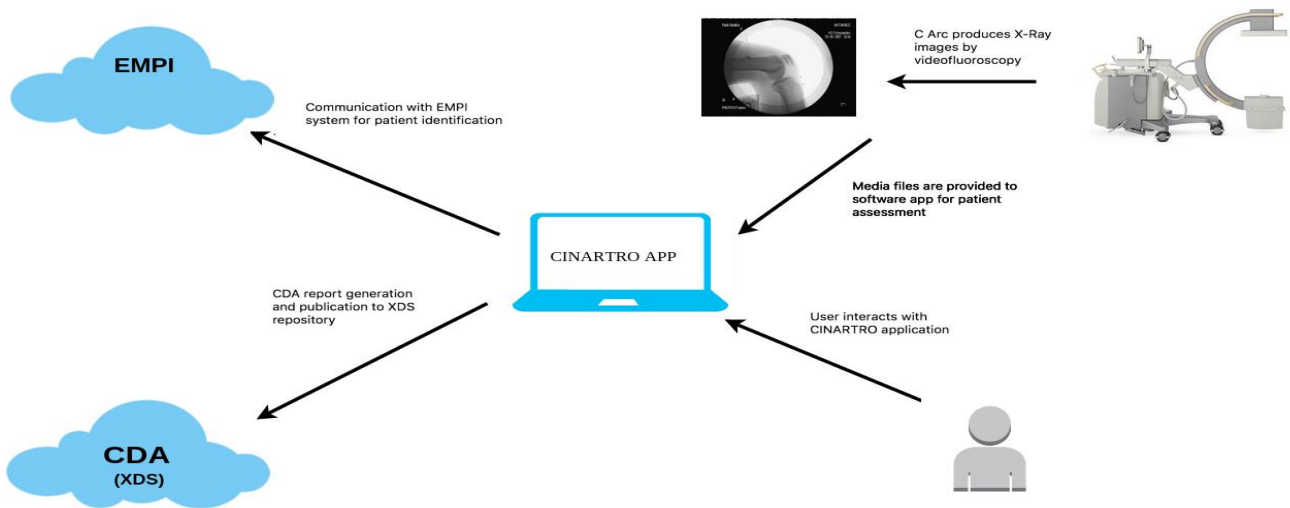 EMPI
Communication with EMPI
system for patient identification
C Arc produces X-Ray
images by
videofluoroscopy
Media files are provided to
software app for patient
assessment
CINARTRO APP
CDA report generation
and publication to XDS
repository
User interacts with
CINARTRO application
CDA
(XDS)